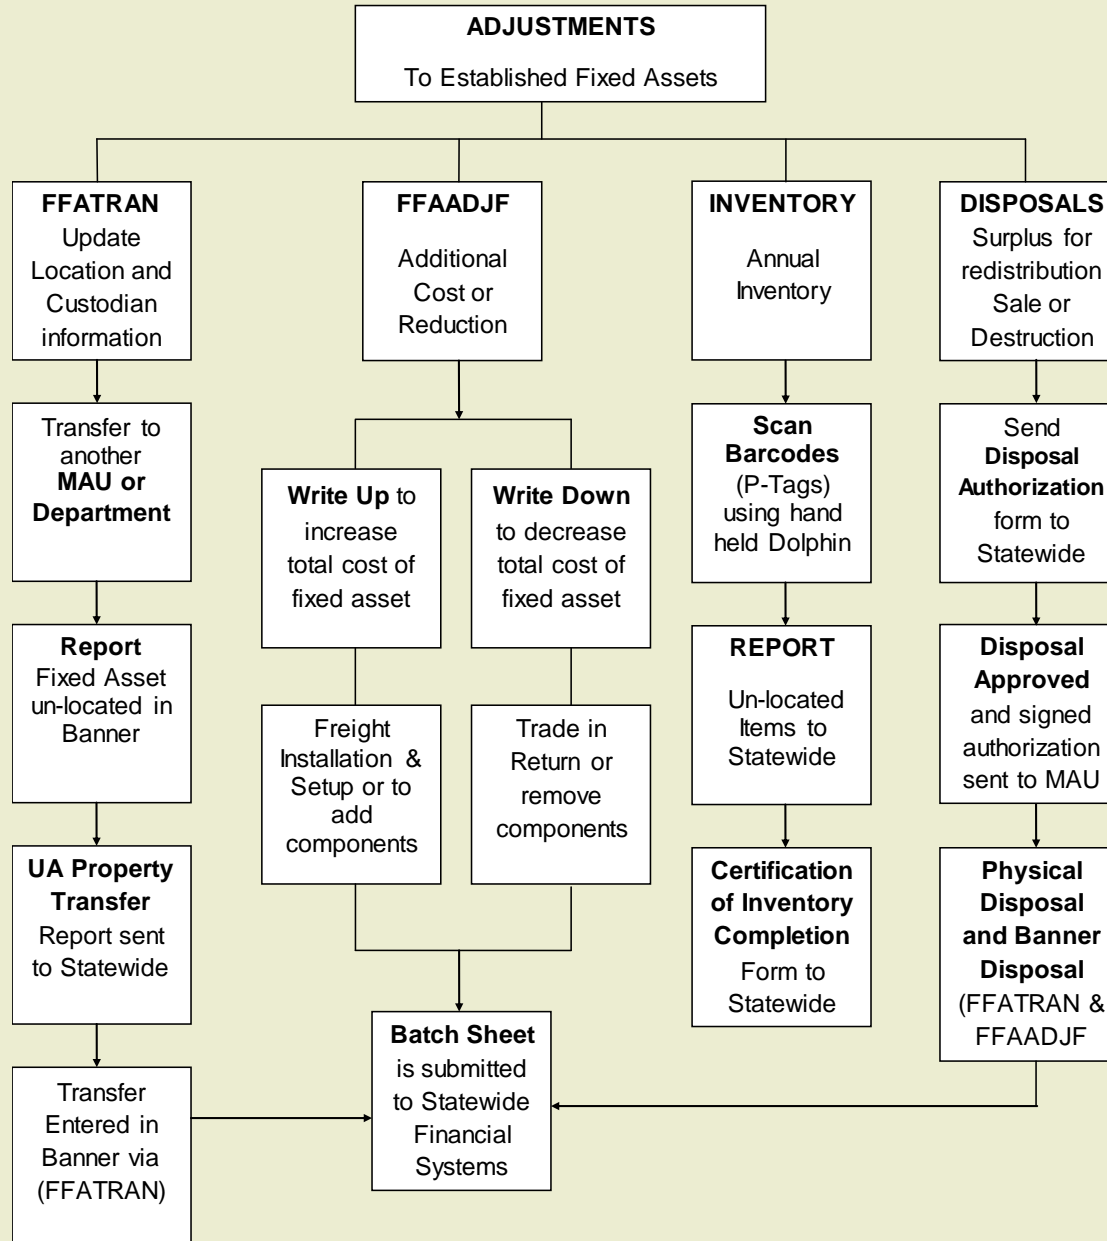 ADJUSTMENTS
To Established Fixed Assets
FFATRAN
Update
Location and
Custodian
information
Transfer to
another
MAU or
Department
Report
Fixed Asset
un-located in
Banner
UA Property
Transfer
Report sent
to Statewide
Transfer
Entered in
Banner via
(FFATRAN)
FFAADJF
Additional
Cost or
Reduction
Write Up to
increase
total cost of
fixed asset
Freight
Installation &
Setup or to
add
components
Write Down
to decrease
total cost of
fixed asset
Trade in
Return or
remove
components
Batch Sheet
is submitted
to Statewide
Financial
Systems
INVENTORY
Annual
Inventory
Scan
Barcodes
(P-Tags)
using hand
held Dolphin
REPORT
Un-located
Items to
Statewide
Certification
of Inventory
Completion
Form to
Statewide
DISPOSALS
Surplus for
redistribution
Sale or
Destruction
Send
Disposal
Authorization
form to
Statewide
Disposal
Approved
and signed
authorization
sent to MAU
Physical
Disposal
and Banner
Disposal
(FFATRAN &
FFAADJF